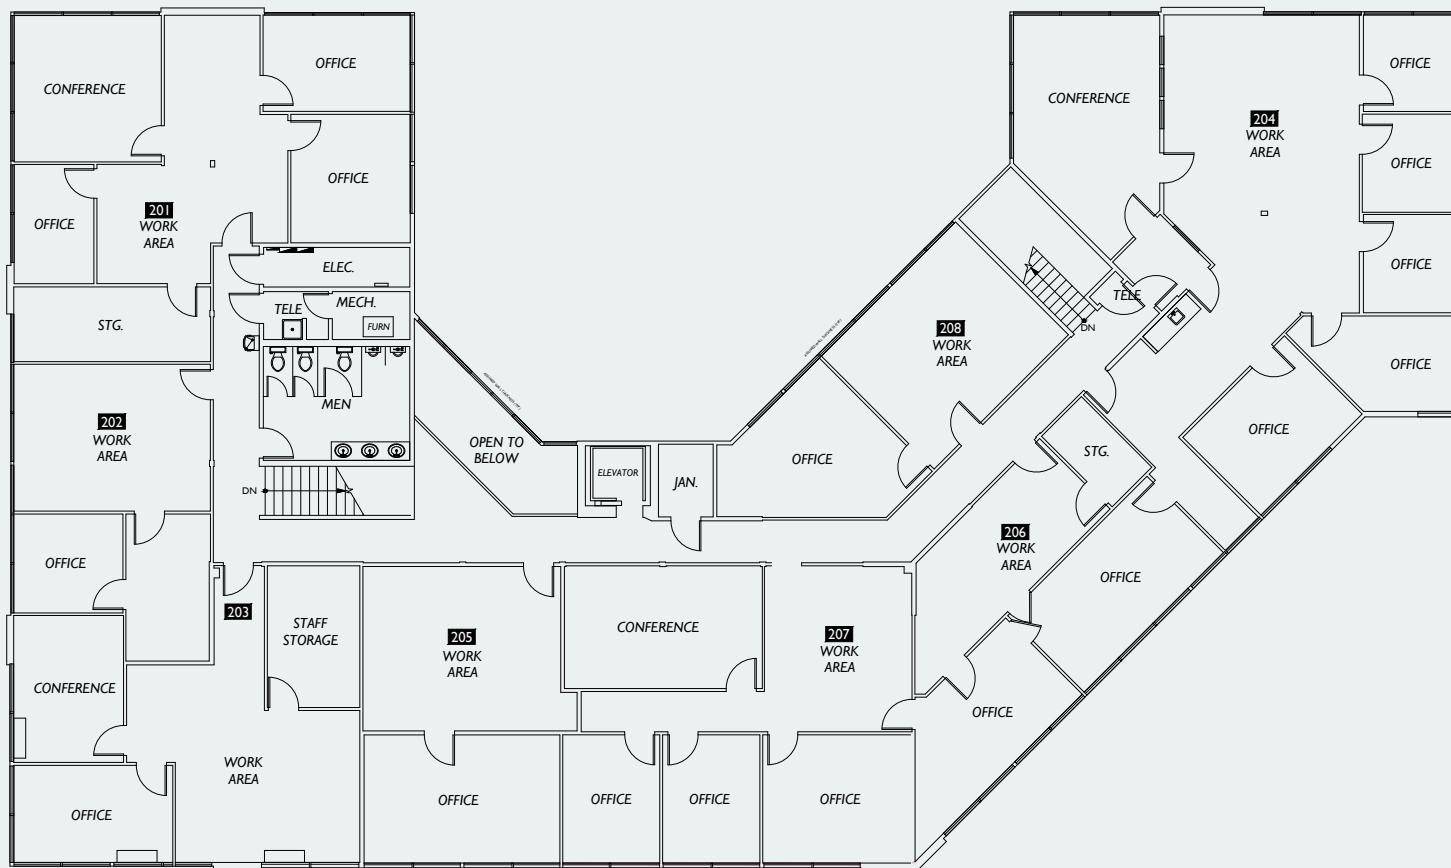 CONFERENCE
OFFICE
OFFICE
OFFICE
201
WORK
AREA
ELEC.
TELE
MECH.
FURN
STG.
MEN
202
WORK
AREA
DN
OPEN TO
BELOW
ELEVATOR
JAN.
OFFICE
208
WORK
AREA
CONFERENCE
204
WORK
AREA
OFFICE
OFFICE
OFFICE
OFFICE
TELE
DN
OFFICE
STG.
206
WORK
AREA
OFFICE
OFFICE
OFFICE
203
STAFF
STORAGE
CONFERENCE
WORK
AREA
OFFICE
205
WORK
AREA
OFFICE
CONFERENCE
207
WORK
AREA
OFFICE
OFFICE
OFFICE